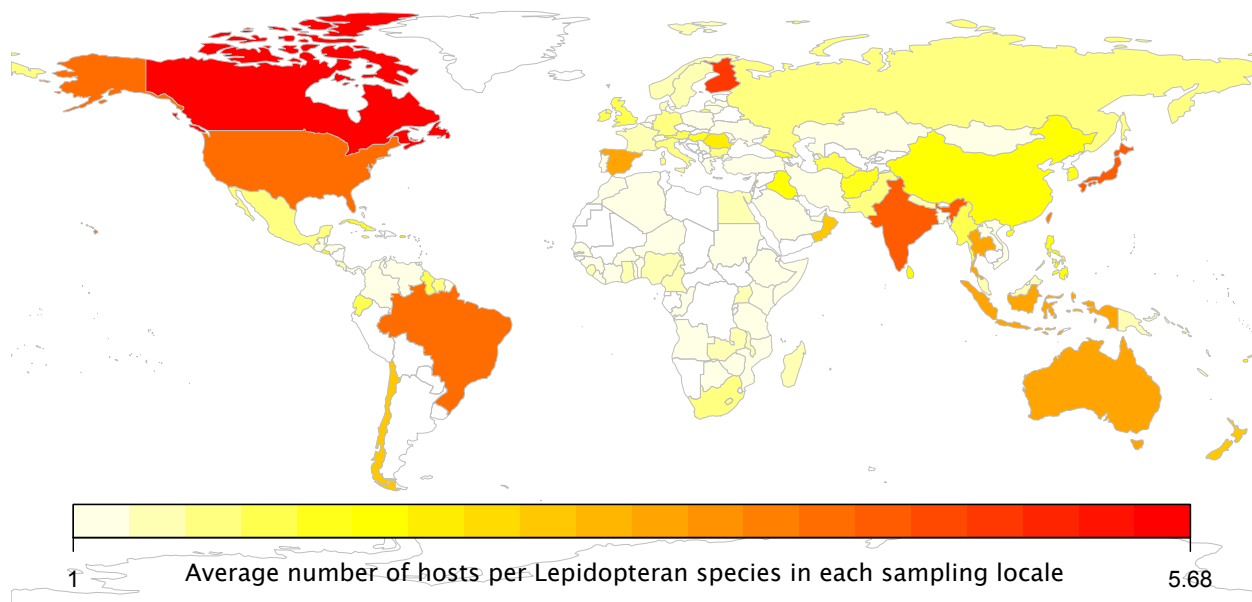 1
Average number of hosts per Lepidopteran species in each sampling locale
5.68